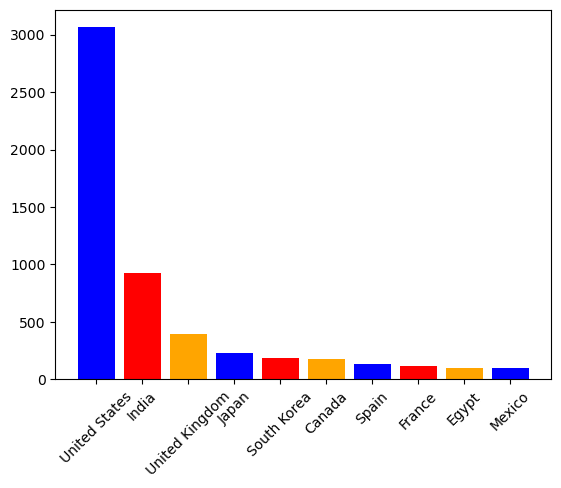 3000
2500
2000
1500
1000
500
0
United States
India
United Kingdom
Japan
South Korea
Canada
Spain
France
Egypt
Mexico